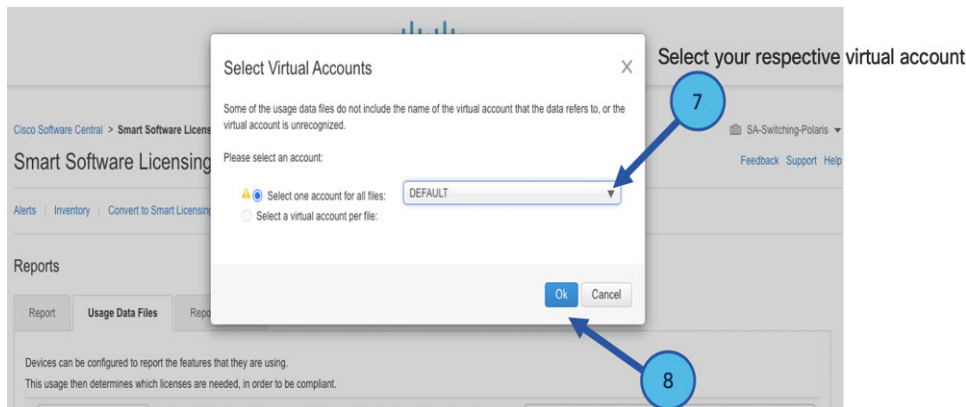 Select Virtual Accounts
X
Select your respective virtual account
7
Some of the usage data files do not include the name of the virtual account that the data refers to, or the
virtual account is unrecognized.
Cisco Software Central > Smart Software Licens
SA-Switching-Polaris
Smart Software Licensing
Please select an account:
Feedback Support Help
Select one account for all files:
DEFAULT
Select a virtual account per file:
Alerts | Inventory | Convert to Smart Licensing
Reports
Ok
Cancel
Report
Usage Data Files
Repo
Devices can be configured to report the features that they are using.
This usage then determines which licenses are needed, in order to be compliant.
8